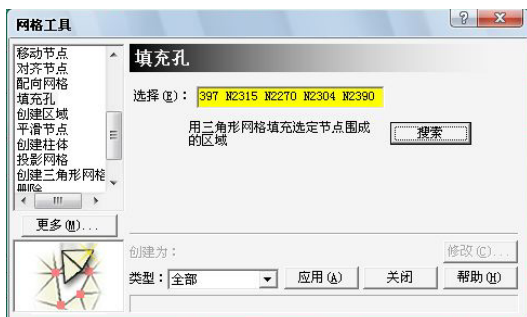 网格工具
移动节点
对齐节点
配向网格
填充孔
创建区域
平滑节点
创建柱体
投影网格
创建三角形网格
删除
更多(M)...
填充孔
选择(E)： 397 N2315 N2270 N2304 N2390
用三角形网格填充选定节点围成
的区域
搜索
创建为：
修改(C)...
类型： 全部
应用(A)
关闭
帮助(H)